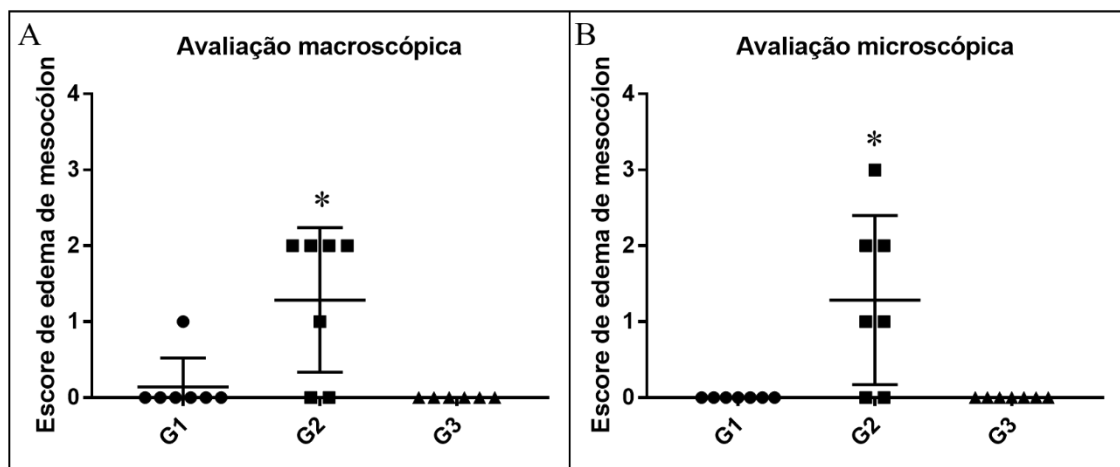 A
Avaliação macroscópica
Escore de edema de mesocólon
4
3
2
1
0
*
G1
G2
G3
B
Avaliação microscópica
Escore de edema de mesocólon
4
3
2
1
0
*
G1
G2
G3